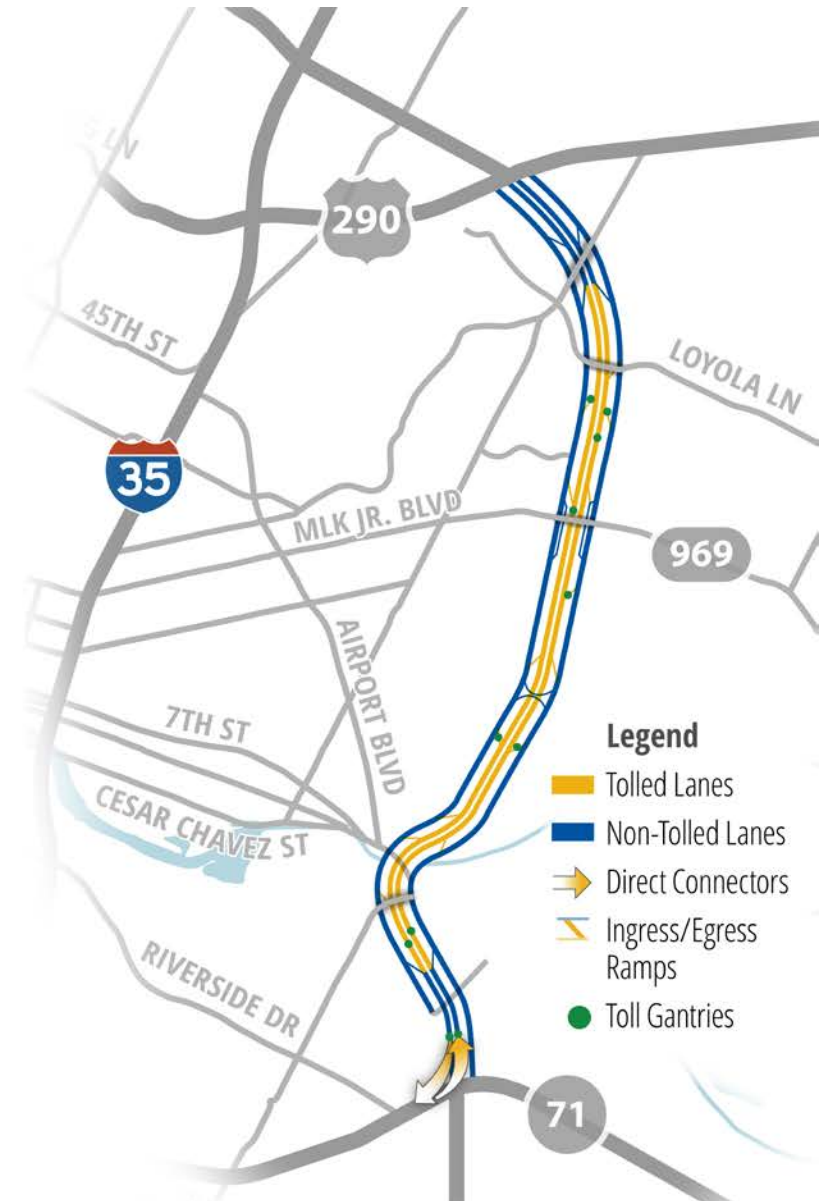 290
45TH ST
LOYOLA LN
35
MLK JR. BLVD
969
AIRPORT BLVD
7TH ST
CESAR CHAVEZ ST
RIVERSIDE DR
71
Legend
Tolled Lanes
Non-Tolled Lanes
Direct Connectors
Ingress/Egress
Ramps
Toll Gantries